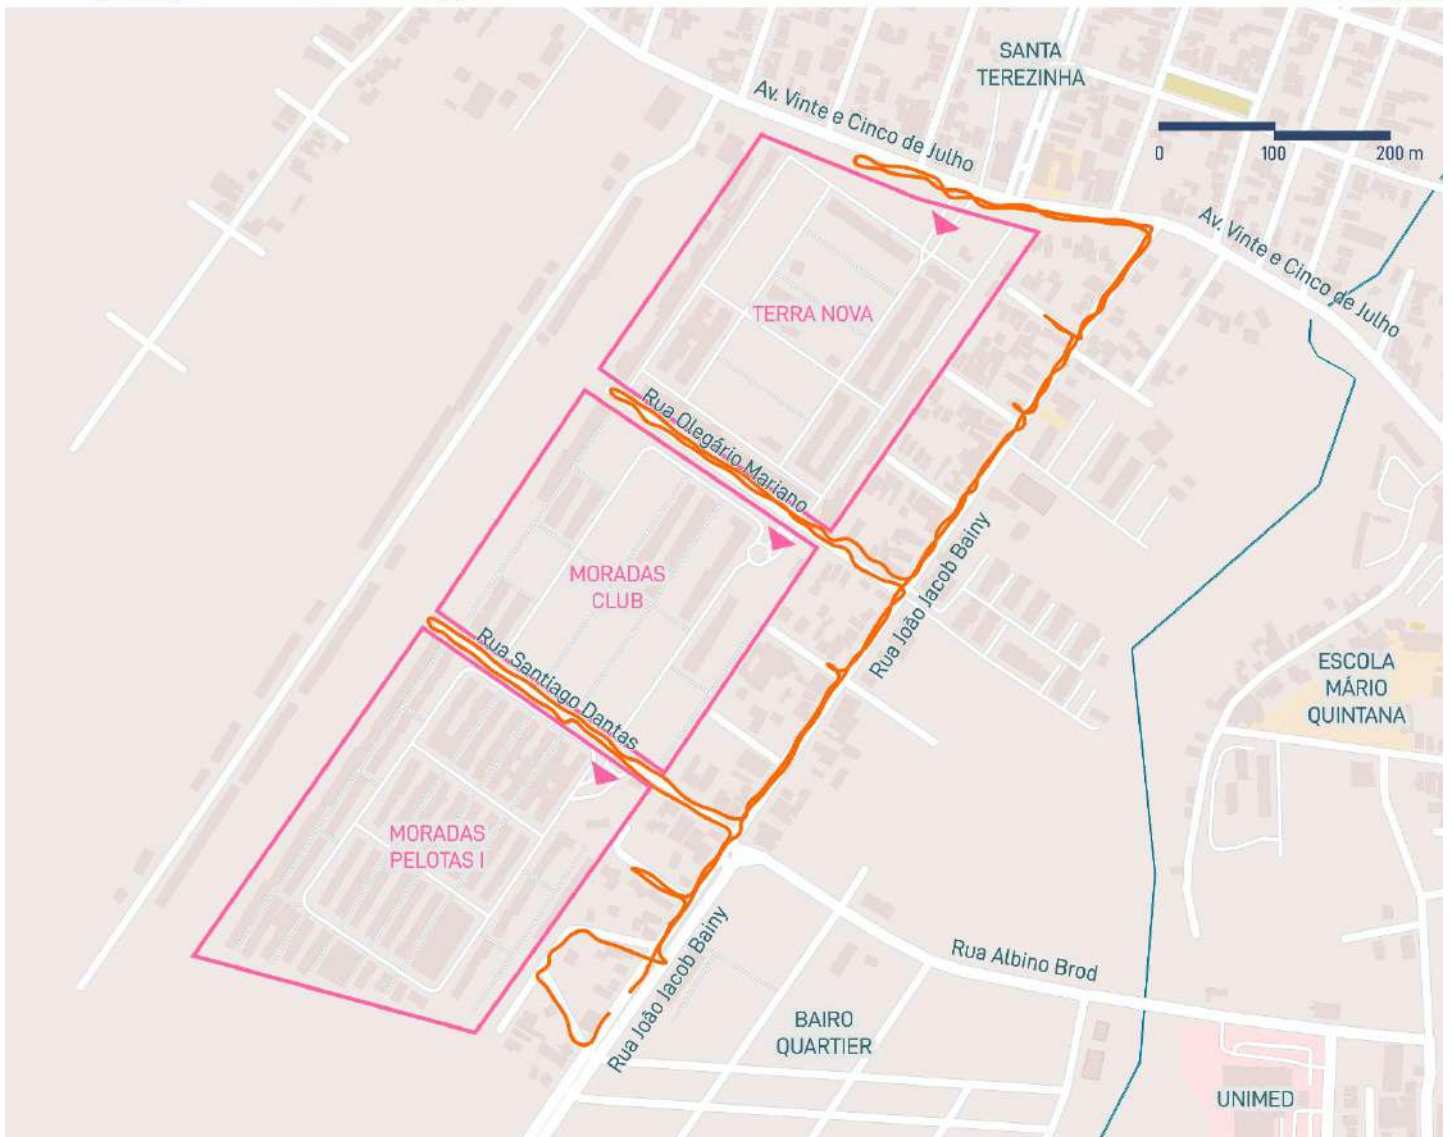 SANTA
TEREZINHA
Av. Vinte e Cinco de Julho
0 100 200 m
Av. Vinte e Cinco de Julho
TERRA NOVA
Rua Olegário Mariano
Rua João Jacob Bainy
MORADAS
CLUB
Rua Santiago Dantas
ESCOLA
MÁRIO
QUINTANA
MORADAS
PELOTAS I
Rua João Jacob Bainy
Rua Albino Brod
BAIRO
QUARTIER
UNIMED